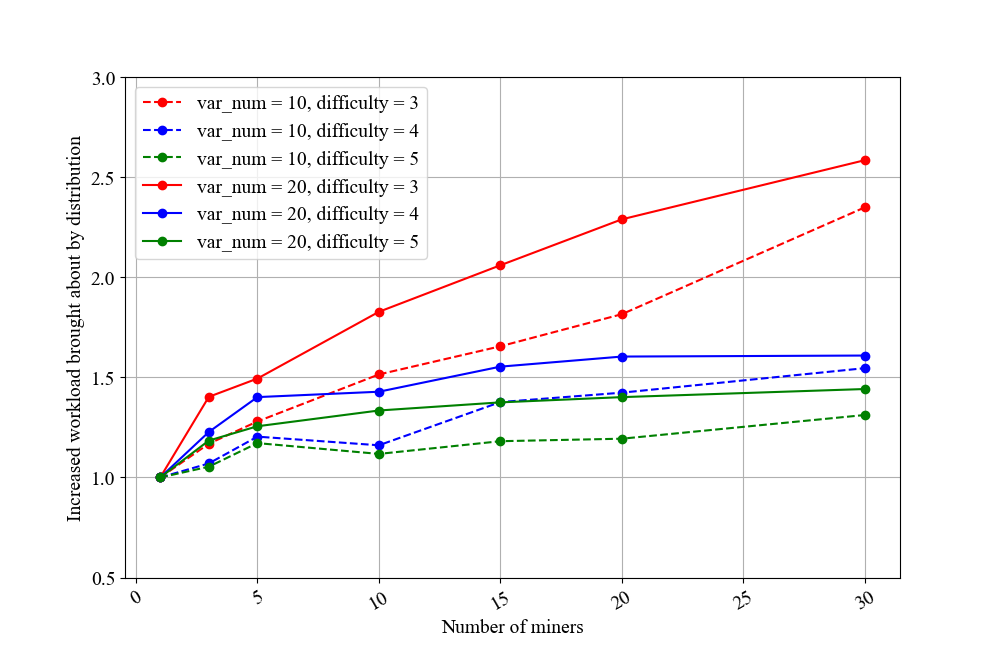 3.0
2.5
2.0
1.5
1.0
0.5
Increased workload brought about by distribution
var_num = 10, difficulty = 3
var_num = 10, difficulty = 4
var_num = 10, difficulty = 5
var_num = 20, difficulty = 3
var_num = 20, difficulty = 4
var_num = 20, difficulty = 5
0 5 10 15 20 25 30
Number of miners